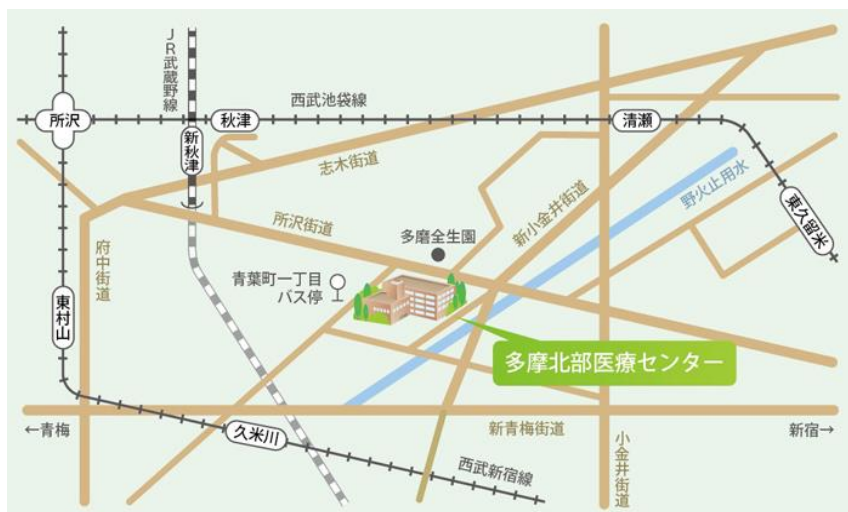 JR武蔵野線
西武池袋線
所沢
秋津
清瀬
新秋津
志木街道
野火止用水
新小金井街道
東久留米
所沢街道
多磨全生園
府中街道
青葉町一丁目
バス停
東村山
多摩北部医療センター
←青梅
久米川
新青梅街道
新宿→
小金井街道
西武新宿線